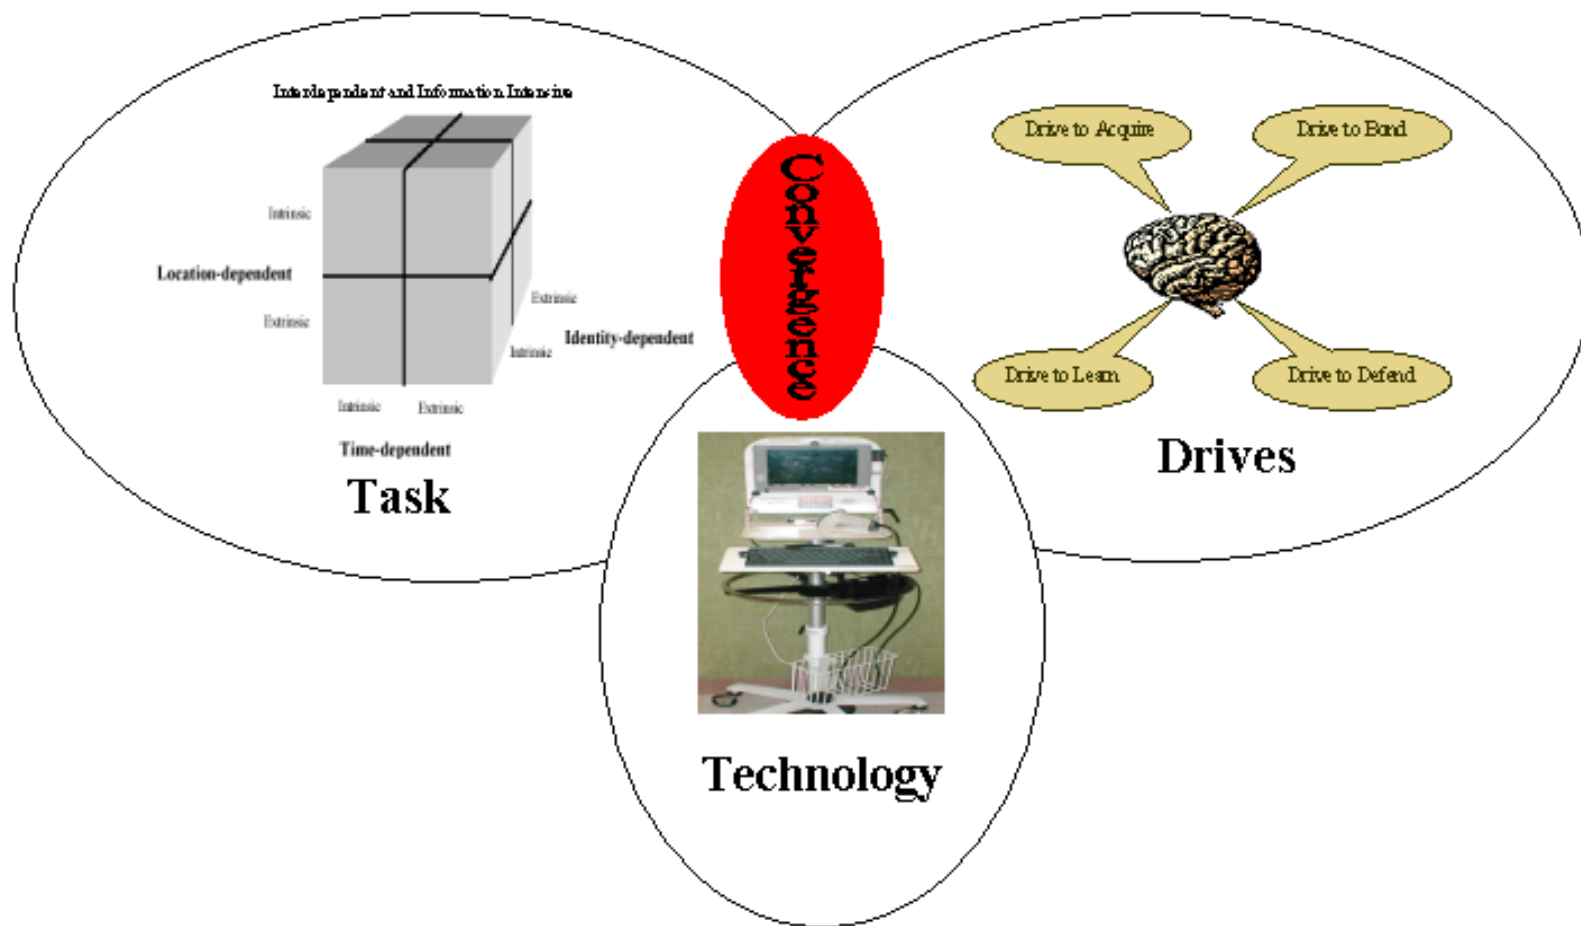 Interdependent and Information Intensive
Intrinsic
Location-dependent
Extrinsic
Extrinsic
Identity-dependent
Intrinsic
Intrinsic
Extrinsic
Time-dependent
Task
Convergence
Drive to Acquire
Drive to Bond
Drive to Learn
Drive to Defend
Drives
Technology